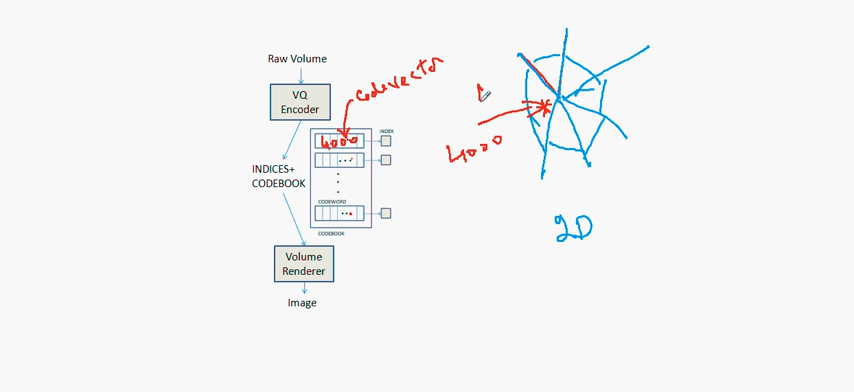 Raw Volume
VQ
Encoder
codevector
INDEX
4000
INDICES+
CODEBOOK
CODEWORD
CODEBOOK
Volume
Renderer
Image
4000
2D